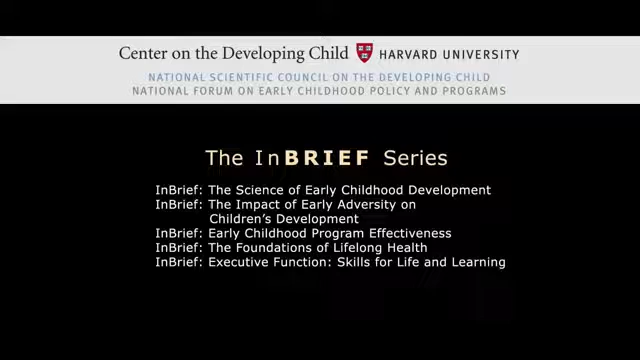 Center on the Developing Child HARVARD UNIVERSITY
NATIONAL SCIENTIFIC COUNCIL ON THE DEVELOPING CHILD
NATIONAL FORUM ON EARLY CHILDHOOD POLICY AND PROGRAMS
The InBRIEF Series
InBrief: The Science of Early Childhood Development
InBrief: The Impact of Early Adversity on
Children's Development
InBrief: Early Childhood Program Effectiveness
InBrief: The Foundations of Lifelong Health
InBrief: Executive Function: Skills for Life and Learning